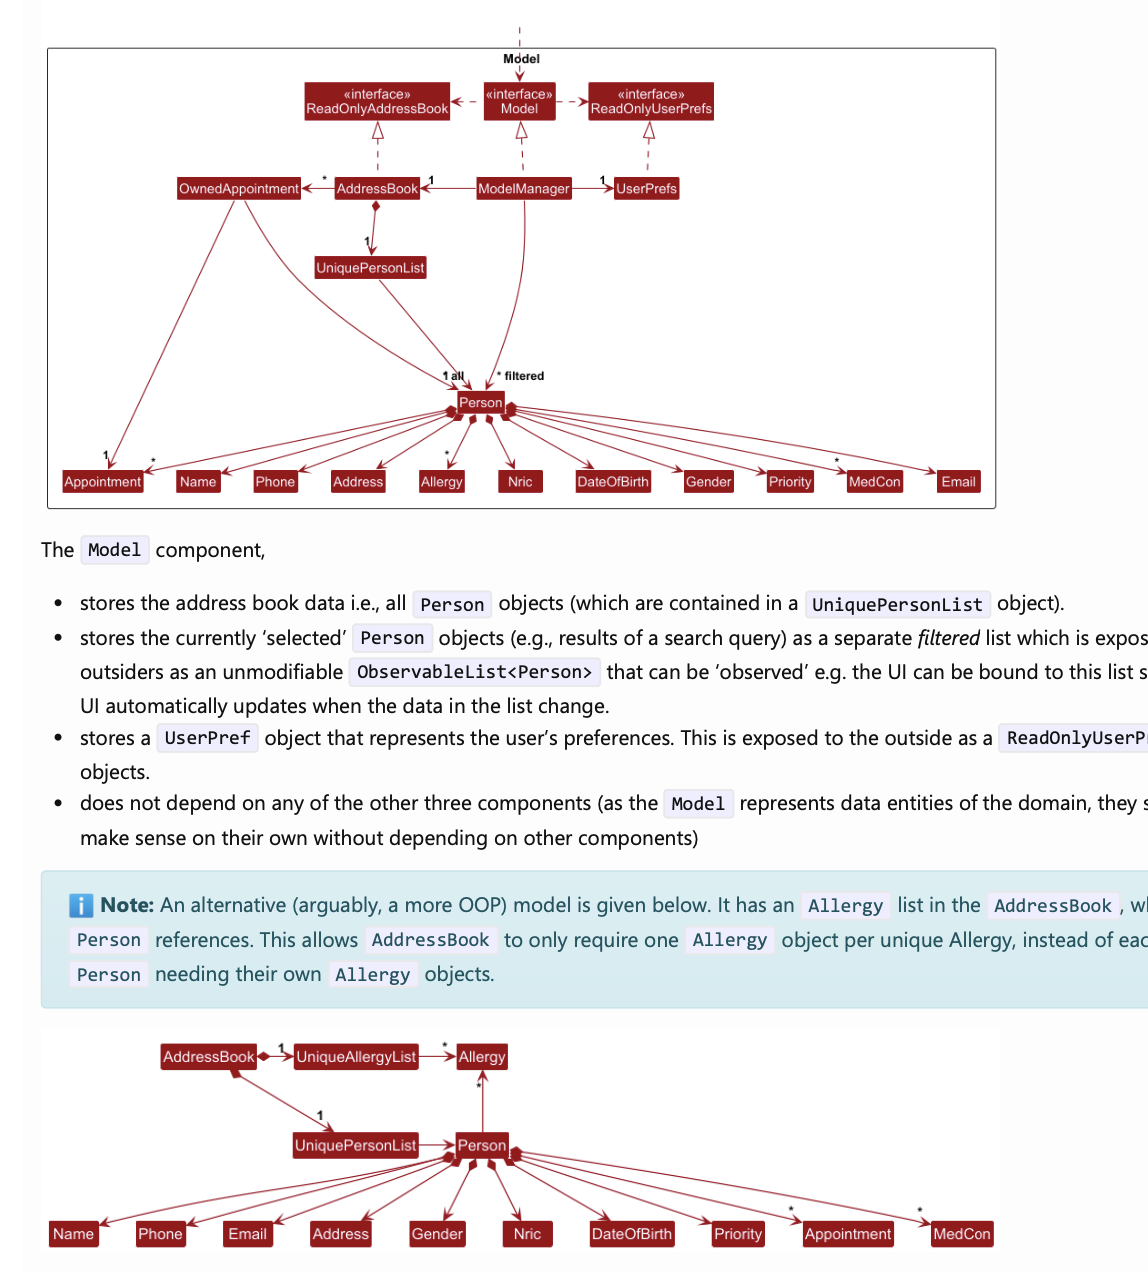 Model
«interface»
ReadOnlyAddressBook
«interface»
Model
«interface»
ReadOnlyUserPrefs
OwnedAppointment
*
AddressBook
1
ModelManager
1
UserPrefs
1
UniquePersonList
1
* all
* filtered
Person
1
*
*
*
Appointment
Name
Phone
Address
Allergy
Nric
DateOfBirth
Gender
Priority
MedCon
Email
The Model component,
• stores the address book data i.e., all Person objects (which are contained in a UniquePersonList object).
• stores the currently ‘selected’ Person objects (e.g., results of a search query) as a separate filtered list which is expos
outsiders as an unmodifiable ObservableList<Person> that can be ‘observed’ e.g. the UI can be bound to this list s
UI automatically updates when the data in the list change.
• stores a UserPref object that represents the user’s preferences. This is exposed to the outside as a ReadOnlyUserPr
objects.
• does not depend on any of the other three components (as the Model represents data entities of the domain, they s
make sense on their own without depending on other components)
Note: An alternative (arguably, a more OOP) model is given below. It has an Allergy list in the AddressBook, wh
Person references. This allows AddressBook to only require one Allergy object per unique Allergy, instead of eac
Person needing their own Allergy objects.
AddressBook
1
UniqueAllergyList
*
Allergy
*
1
UniquePersonList
Person
*
*
Name
Phone
Email
Address
Gender
Nric
DateOfBirth
Priority
Appointment
MedCon